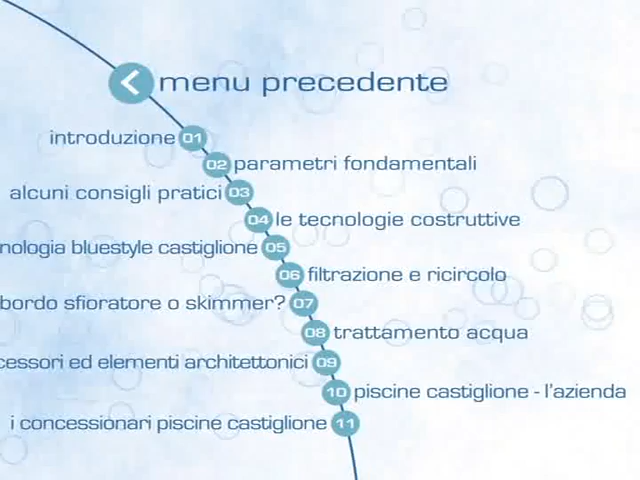 menu precedente
introduzione 01
02 parametri fondamentali
alcuni consigli pratici 03
04 le tecnologie costruttive
bluestyle castiglione 05
06 filtrazione e ricircolo
bordo sfioratore o skimmer? 07
08 trattamento acqua
ed elementi architettonici 09
10 piscine castiglione - l'azienda
i concessionari piscine castiglione 11